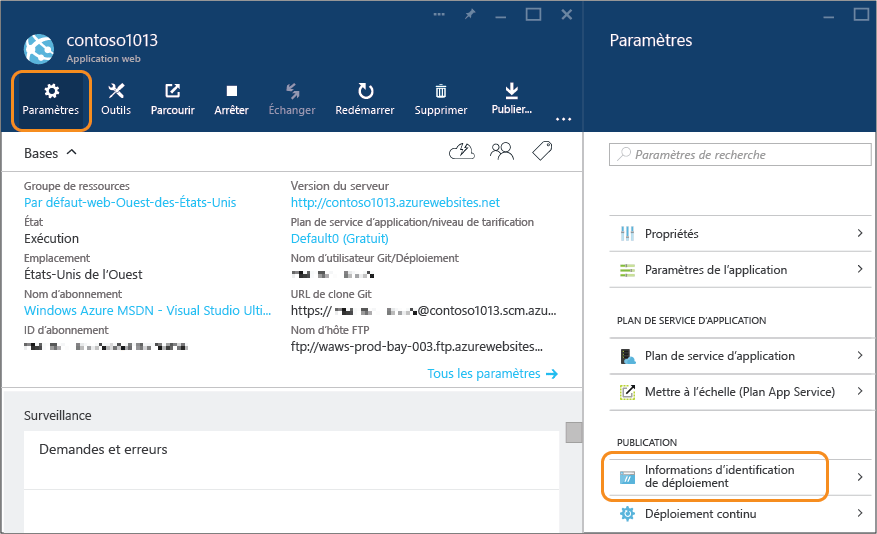 contoso1013
Application web
Paramètres
Outils
Parcourir
Arrêter
Échanger
Redémarrer
Supprimer
Publier...
Bases
Groupe de ressources
Par défaut-web-Ouest-des-États-Unis
État
Exécution
Emplacement
États-Unis de l'Ouest
Nom d'abonnement
Windows Azure MSDN - Visual Studio Ulti...
ID d'abonnement
Version du serveur
http://contoso1013.azurewebsites.net
Plan de service d'application/niveau de tarification
Default0 (Gratuit)
Nom d'utilisateur Git/Déploiement
URL de clone Git
https:// @contoso1013.scm.azu...
Nom d'hôte FTP
ftp://waws-prod-bay-003.ftp.azurewebsites...
Tous les paramètres
Surveillance
Demandes et erreurs
Paramètres
Paramètres de recherche
Propriétés
Paramètres de l'application
PLAN DE SERVICE D'APPLICATION
Plan de service d'application
Mettre à l'échelle (Plan App Service)
PUBLICATION
Informations d'identification
de déploiement
Déploiement continu